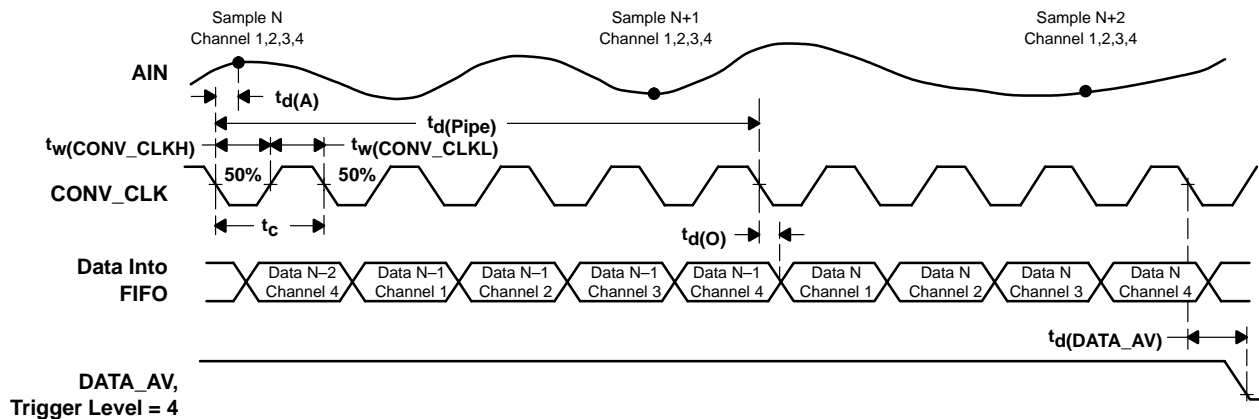 Sample N
Channel 1,2,3,4
Sample N+1
Channel 1,2,3,4
Sample N+2
Channel 1,2,3,4
AIN
td(A)
td(Pipe)
tw(CONV_CLKH)
tw(CONV_CLKL)
50%
50%
CONV_CLK
tc
td(O)
Data Into
FIFO
Data N–2
Channel 4
Data N–1
Channel 1
Data N–1
Channel 2
Data N–1
Channel 3
Data N–1
Channel 4
Data N
Channel 1
Data N
Channel 2
Data N
Channel 3
Data N
Channel 4
td(DATA_AV)
DATA_AV,
Trigger Level = 4